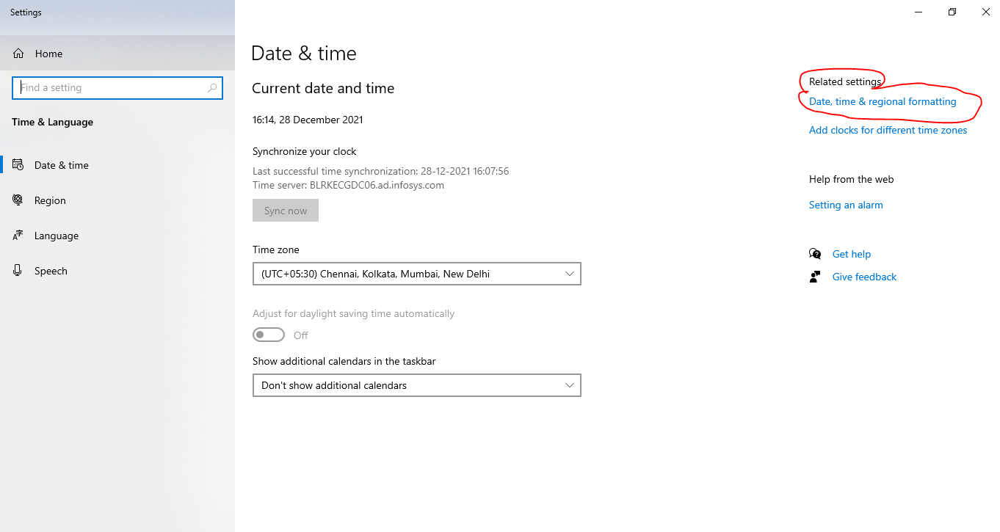 Settings
Home
Find a setting
Time & Language
Date & time
Region
Language
Speech
Date & time
Current date and time
16:14, 28 December 2021
Synchronize your clock
Last successful time synchronization: 28-12-2021 16:07:56
Time server: BLRKECGDC06.ad.infosys.com
Sync now
Time zone
(UTC+05:30) Chennai, Kolkata, Mumbai, New Delhi
Adjust for daylight saving time automatically
Off
Show additional calendars in the taskbar
Don't show additional calendars
Related settings
Date, time & regional formatting
Add clocks for different time zones
Help from the web
Setting an alarm
Get help
Give feedback